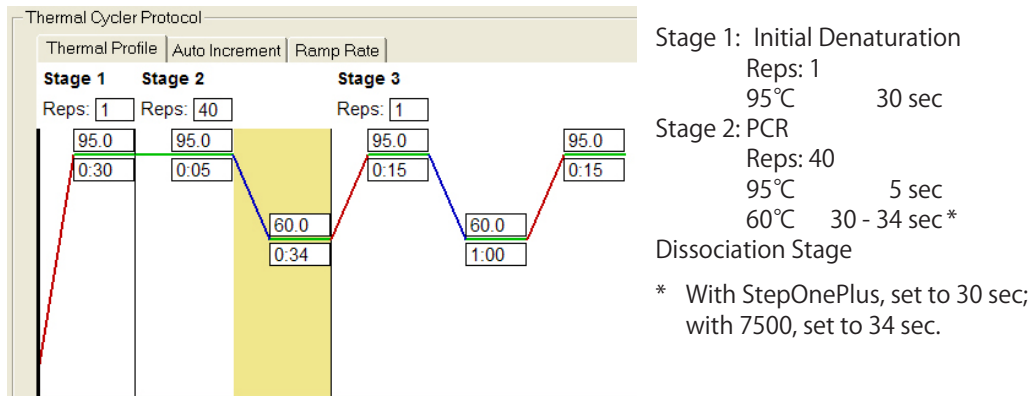 Thermal Cycler Protocol
Thermal Profile Auto Increment Ramp Rate
Stage 1 Stage 2 Stage 3
Reps: 1 Reps: 40 Reps: 1
95.0 95.0 95.0 95.0
0:30 0:05 0:15 0:15
60.0 60.0
0:34 1:00
Stage 1: Initial Denaturation
Reps: 1
95℃ 30 sec
Stage 2: PCR
Reps: 40
95℃ 5 sec
60℃ 30 - 34 sec *
Dissociation Stage
* With StepOnePlus, set to 30 sec;
with 7500, set to 34 sec.